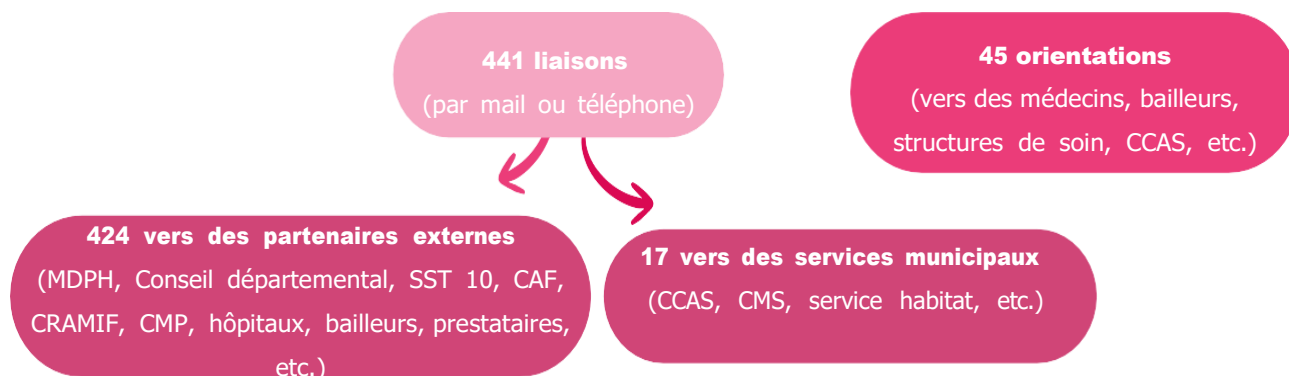 441 liaisons
(par mail ou téléphone)
45 orientations
(vers des médecins, bailleurs,
structures de soin, CCAS, etc.)
424 vers des partenaires externes
(MDPH, Conseil départemental, SST 10, CAF,
CRAMIF, CMP, hôpitaux, bailleurs, prestataires,
etc.)
17 vers des services municipaux
(CCAS, CMS, service habitat, etc.)